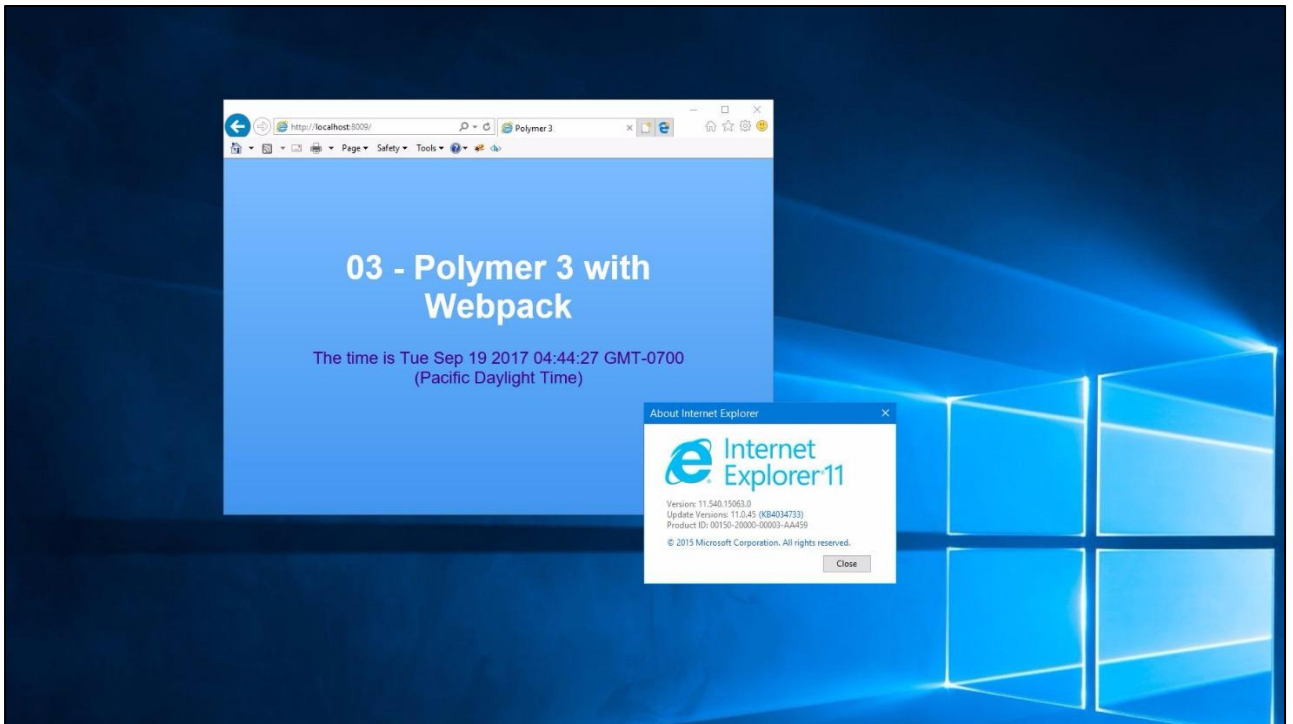 http://localhost:8009/
Polymer 3
Page
Safety
Tools
03 - Polymer 3 with
Webpack
The time is Tue Sep 19 2017 04:44:27 GMT-0700
(Pacific Daylight Time)
About Internet Explorer
Internet
Explorer 11
Version: 11.540.15063.0
Update Versions: 11.0.45 (KB4034733)
Product ID: 00150-20000-00003-AA459
© 2015 Microsoft Corporation. All rights reserved.
Close